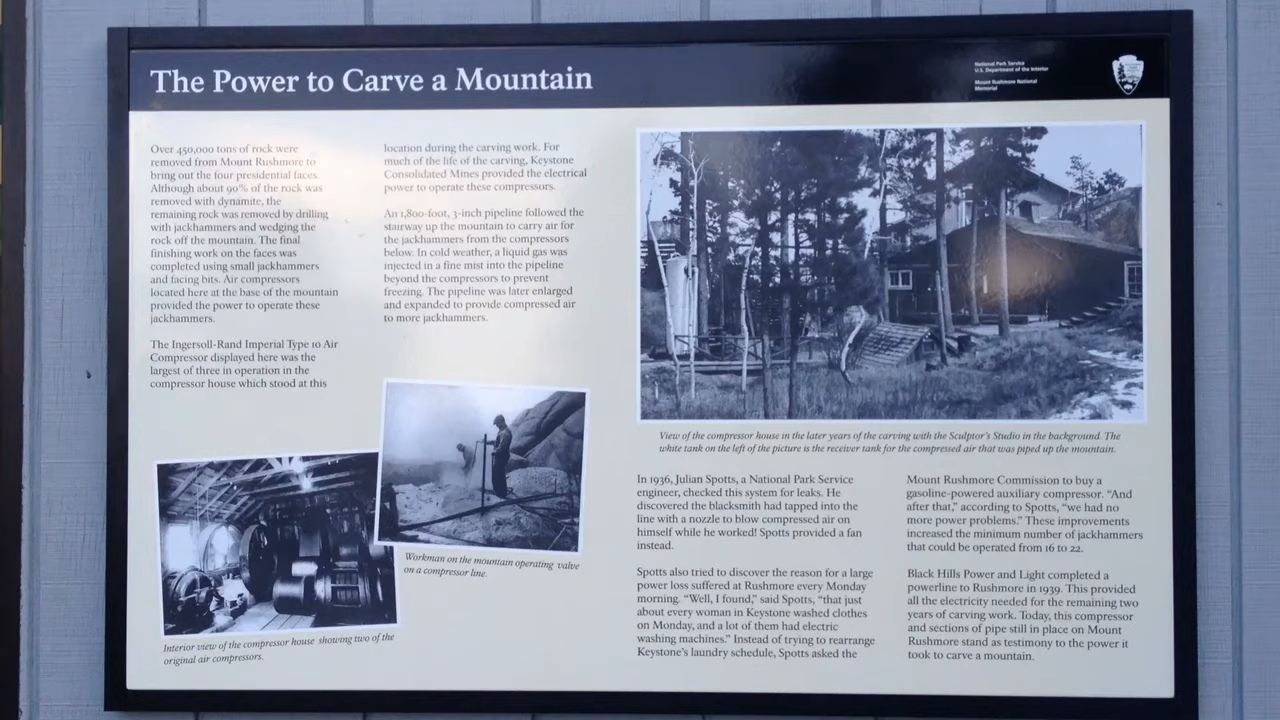 The Power to Carve a Mountain
National Park Service
U.S. Department of the Interior
Mount Rushmore National
Memorial
Over 450,000 tons of rock were
removed from Mount Rushmore to
bring out the four presidential faces.
Although about 90% of the rock was
removed with dynamite, the
remaining rock was removed by drilling
with jackhammers and wedging the
rock off the mountain. The final
finishing work on the faces was
completed using small jackhammers
and facing bits. Air compressors
located here at the base of the mountain
provided the power to operate these
jackhammers.
The Ingersoll-Rand Imperial Type 10 Air
Compressor displayed here was the
largest of three in operation in the
compressor house which stood at this
location during the carving work. For
much of the life of the carving, Keystone
Consolidated Mines provided the electrical
power to operate these compressors.
An 1,800-foot, 3-inch pipeline followed the
stairway up the mountain to carry air for
the jackhammers from the compressors
below. In cold weather, a liquid gas was
injected in a fine mist into the pipeline
beyond the compressors to prevent
freezing. The pipeline was later enlarged
and expanded to provide compressed air
to more jackhammers.
Interior view of the compressor house showing two of the
original air compressors.
Workman on the mountain operating valve
on a compressor line.
View of the compressor house in the later years of the carving with the Sculptor's Studio in the background. The
white tank on the left of the picture is the receiver tank for the compressed air that was piped up the mountain.
In 1936, Julian Spotts, a National Park Service
engineer, checked this system for leaks. He
discovered the blacksmith had tapped into the
line with a nozzle to blow compressed air on
himself while he worked! Spotts provided a fan
instead.
Spotts also tried to discover the reason for a large
power loss suffered at Rushmore every Monday
morning. "Well, I found," said Spotts, "that just
about every woman in Keystone washed clothes
on Monday, and a lot of them had electric
washing machines." Instead of trying to rearrange
Keystone's laundry schedule, Spotts asked the
Mount Rushmore Commission to buy a
gasoline-powered auxiliary compressor. "And
after that," according to Spotts, "we had no
more power problems." These improvements
increased the minimum number of jackhammers
that could be operated from 16 to 22.
Black Hills Power and Light completed a
powerline to Rushmore in 1939. This provided
all the electricity needed for the remaining two
years of carving work. Today, this compressor
and sections of pipe still in place on Mount
Rushmore stand as testimony to the power it
took to carve a mountain.